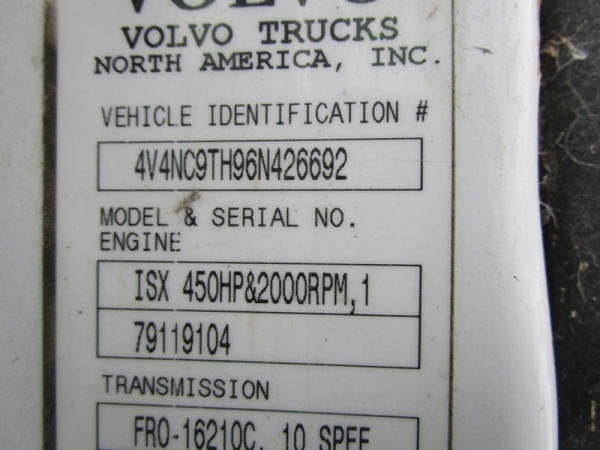 VOLVO
VOLVO TRUCKS
NORTH AMERICA, INC.
VEHICLE IDENTIFICATION #
4V4NC9TH96N426692
MODEL & SERIAL NO.
ENGINE
ISX 450HP&2000RPM,1
79119104
TRANSMISSION
FRO-16210C, 10 SPEE